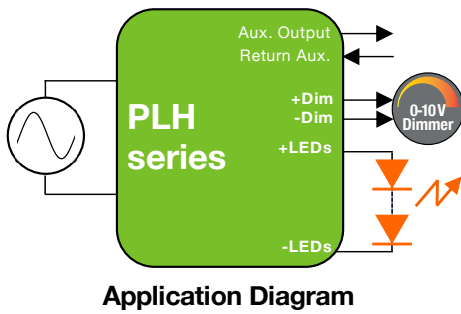 Aux. Output
Return Aux.
+Dim
-Dim
0-10V
Dimmer
PLH
series
+LEDs
-LEDs
Application Diagram